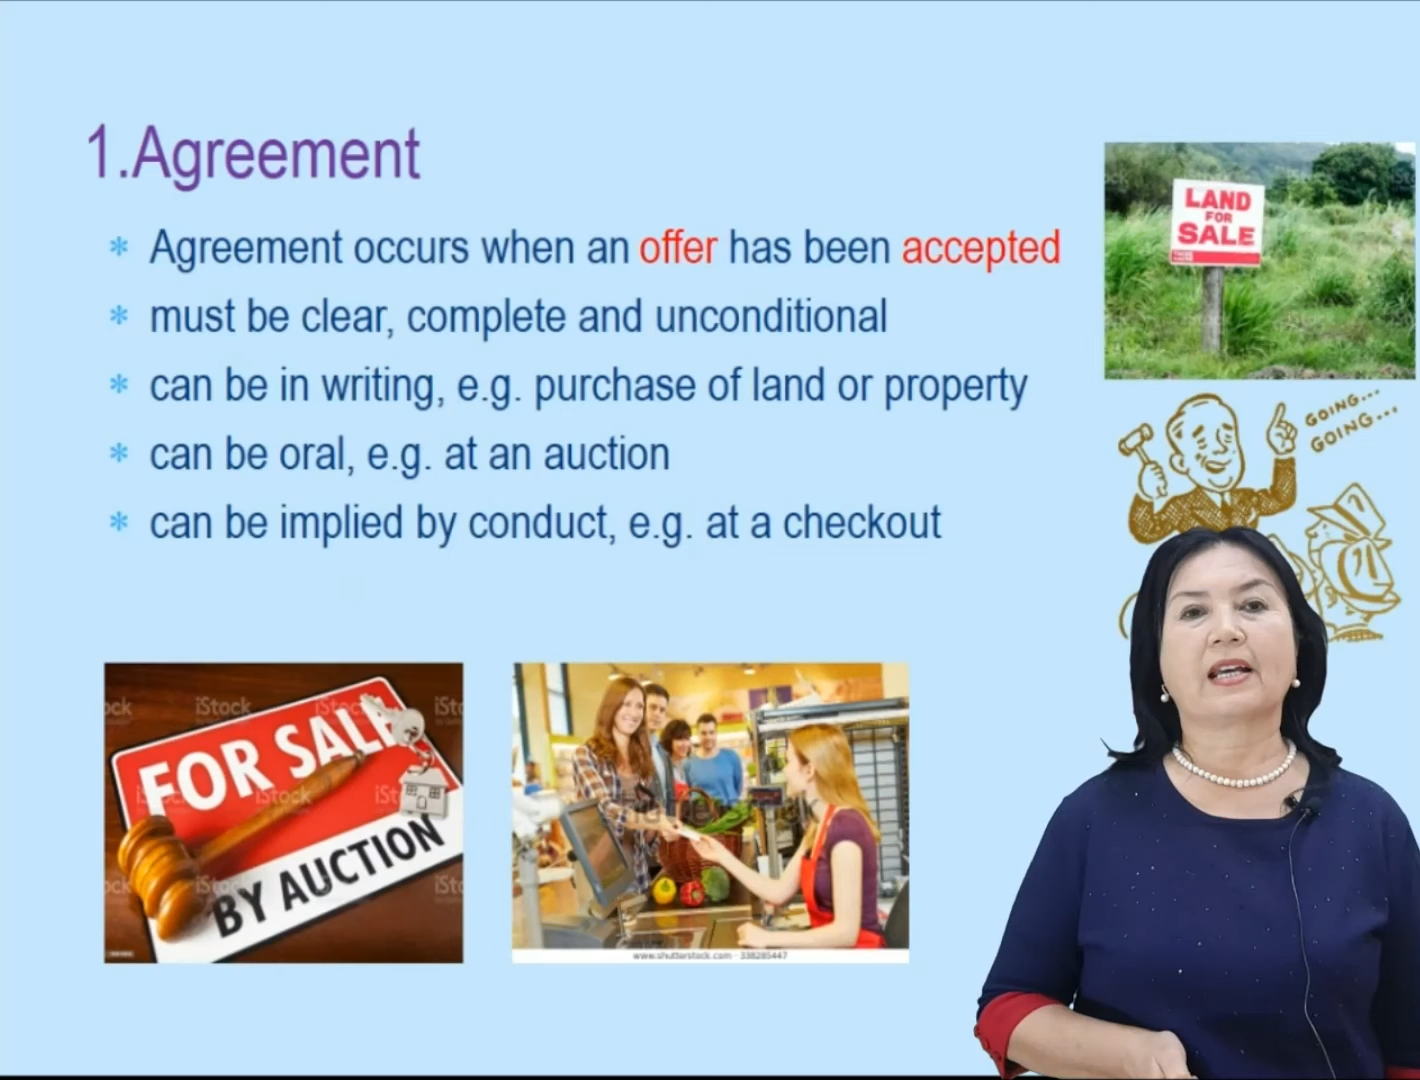 1.Agreement
* Agreement occurs when an offer has been accepted
* must be clear, complete and unconditional
* can be in writing, e.g. purchase of land or property
* can be oral, e.g. at an auction
* can be implied by conduct, e.g. at a checkout
LAND
FOR
SALE
GOING...
GOING...
FOR SALE
BY AUCTION
iStock
iStock
iStock
www.shutterstock.com · 338285447